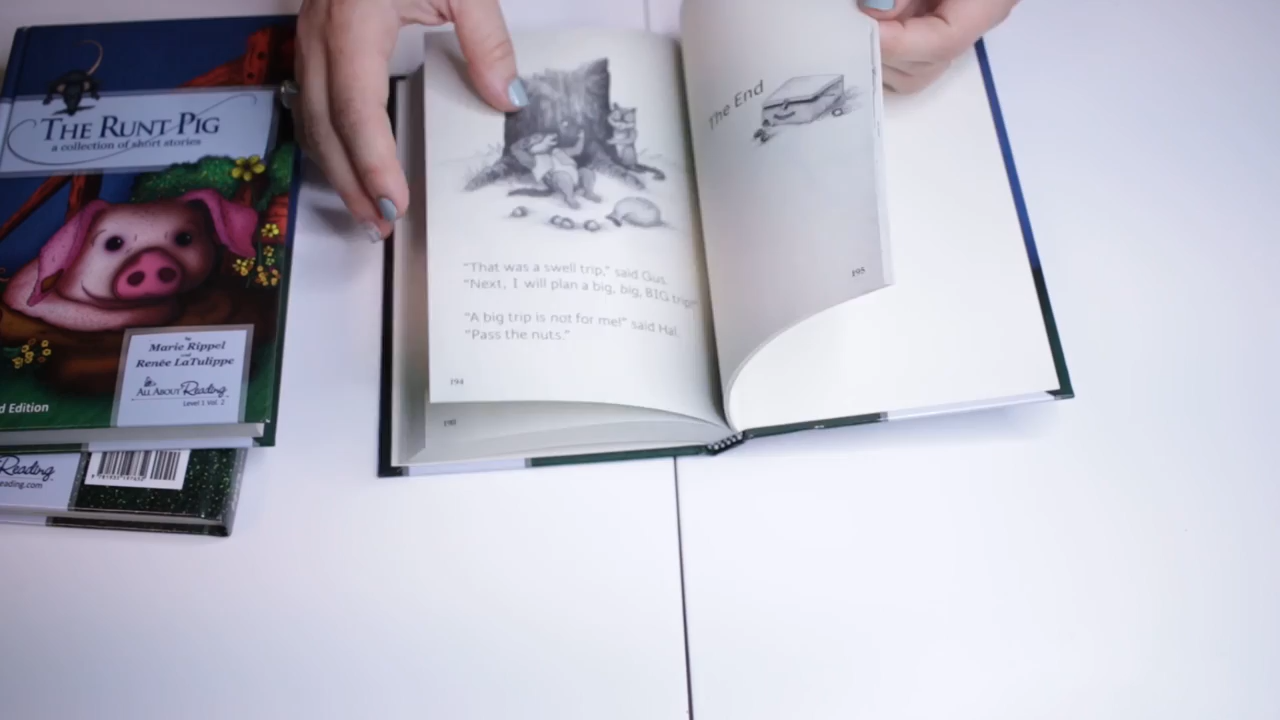 THE RUNT PIG
a collection of short stories
by
Marie Rippel
and
Renée LaTulippe
ALL ABOUT Reading
Level 1 Vol. 2
d Edition
Reading
eading.com
"That was a swell trip," said Gus.
"Next, I will plan a big, big, BIG trip!"
"A big trip is not for me!" said Hal.
"Pass the nuts."
194
190
The End
195